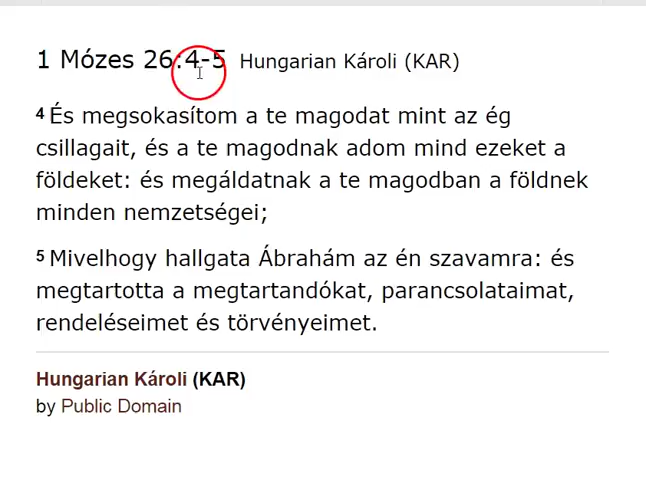 1 Mózes 26:4-5 Hungarian Károli (KAR)
4 És megsokasítom a te magodat mint az ég
csillagait, és a te magodnak adom mind ezeket a
földeket: és megáldatnak a te magodban a földnek
minden nemzetségei;
5 Mivelhogy hallgata Ábrahám az én szavamra: és
megtartotta a megtartandókat, parancsolataimat,
rendeléseimet és törvényeimet.
Hungarian Károli (KAR)
by Public Domain